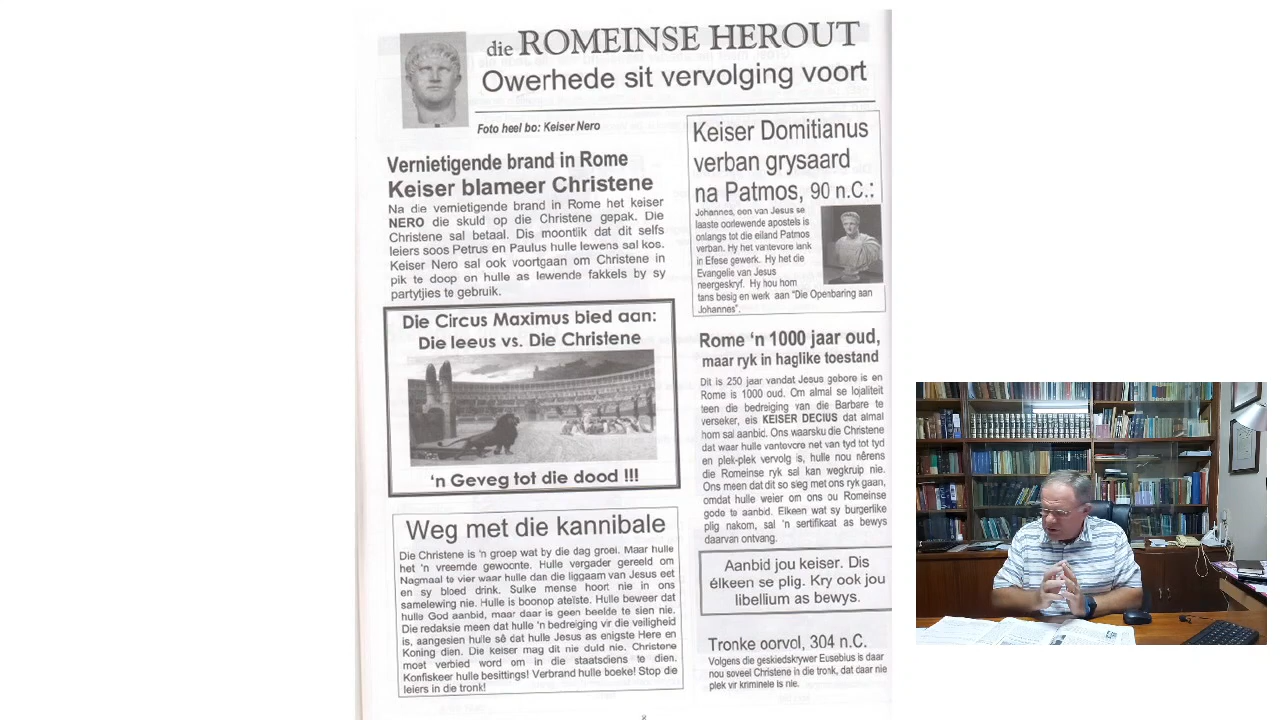 die ROMEINSE HEROUT
Owerhede sit vervolging voort
Foto heel bo: Keiser Nero
Vernietigende brand in Rome
Keiser blameer Christene
Na die vernietigende brand in Rome het keiser
NERO die skuld op die Christene gepak. Die
Christene sal betaal. Dis moontlik dat dit selfs
leiers soos Petrus en Paulus hulle lewens sal kos.
Keiser Nero sal ook voortgaan om Christene in
pik te doop en hulle as lewende fakkels by sy
partytjies te gebruik.
Die Circus Maximus bied aan:
Die leeus vs. Die Christene
'n Geveg tot die dood !!!
Weg met die kannibale
Die Christene is 'n groep wat by die dag groei. Maar hulle
het 'n vreemde gewoonte. Hulle vergader gereeld om
Nagmaal te vier waar hulle dan die liggaam van Jesus eet
en sy bloed drink. Sulke mense hoort nie in ons
samelewing nie. Hulle is boonop ateïste. Hulle beweer dat
hulle God aanbid, maar daar is geen beelde te sien nie.
Die redaksie meen dat hulle 'n bedreiging vir die veiligheid
is, aangesien hulle sê dat hulle Jesus as enigste Here en
Koning dien. Die keiser mag dit nie duld nie. Christene
moet verbied word om in die staatsdiens te dien.
Konfiskeer hulle besittings! Verbrand hulle boeke! Stop die
leiers in die tronk!
Keiser Domitianus
verban grysaard
na Patmos, 90 n.C.:
Johannes, een van Jesus se
laaste oorlewende apostels is
onlangs tot die eiland Patmos
verban. Hy het vantevore lank
in Efese gewerk. Hy het die
Evangelie van Jesus
neergeskryf. Hy hou hom
tans besig en werk aan "Die Openbaring aan
Johannes".
Rome 'n 1000 jaar oud,
maar ryk in haglike toestand
Dit is 250 jaar vandat Jesus gebore is en
Rome is 1000 oud. Om almal se lojaliteit
teen die bedreiging van die Barbare te
verseker, eis KEISER DECIUS dat almal
hom sal aanbid. Ons waarsku die Christene
dat waar hulle vantevore net van tyd tot tyd
en plek-plek vervolg is, hulle nou nêrens
die Romeinse ryk sal kan wegkruip nie.
Ons meen dat dit so sleg met ons ryk gaan,
omdat hulle weier om ons ou Romeinse
gode te aanbid. Elkeen wat sy burgerlike
plig nakom, sal 'n sertifikaat as bewys
daarvan ontvang.
Aanbid jou keiser. Dis
élkeen se plig. Kry ook jou
libellium as bewys.
Tronke oorvol, 304 n.C.
Volgens die geskiedskrywer Eusebius is daar
nou soveel Christene in die tronk, dat daar nie
plek vir kriminele is nie.
8